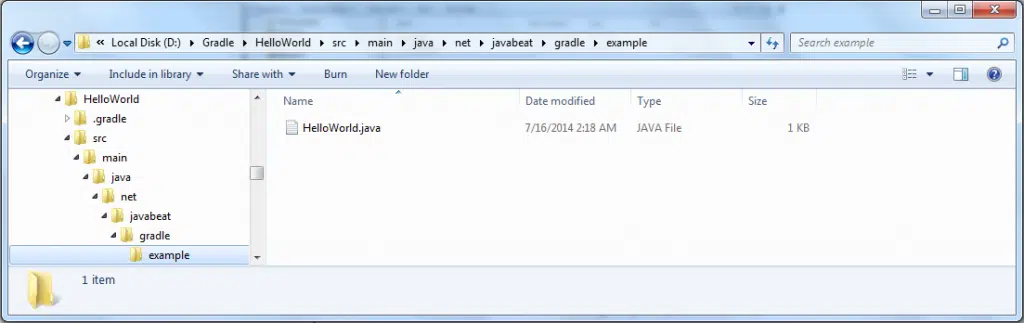 « Local Disk (D:) ▸ Gradle ▸ HelloWorld ▸ src ▸ main ▸ java ▸ net ▸ javabeat ▸ gradle ▸ example
Search example
Organize Include in library Share with Burn New folder
HelloWorld
.gradle
src
main
java
net
javabeat
gradle
example
Name Date modified Type Size
HelloWorld.java 7/16/2014 2:18 AM JAVA File 1 KB
1 item